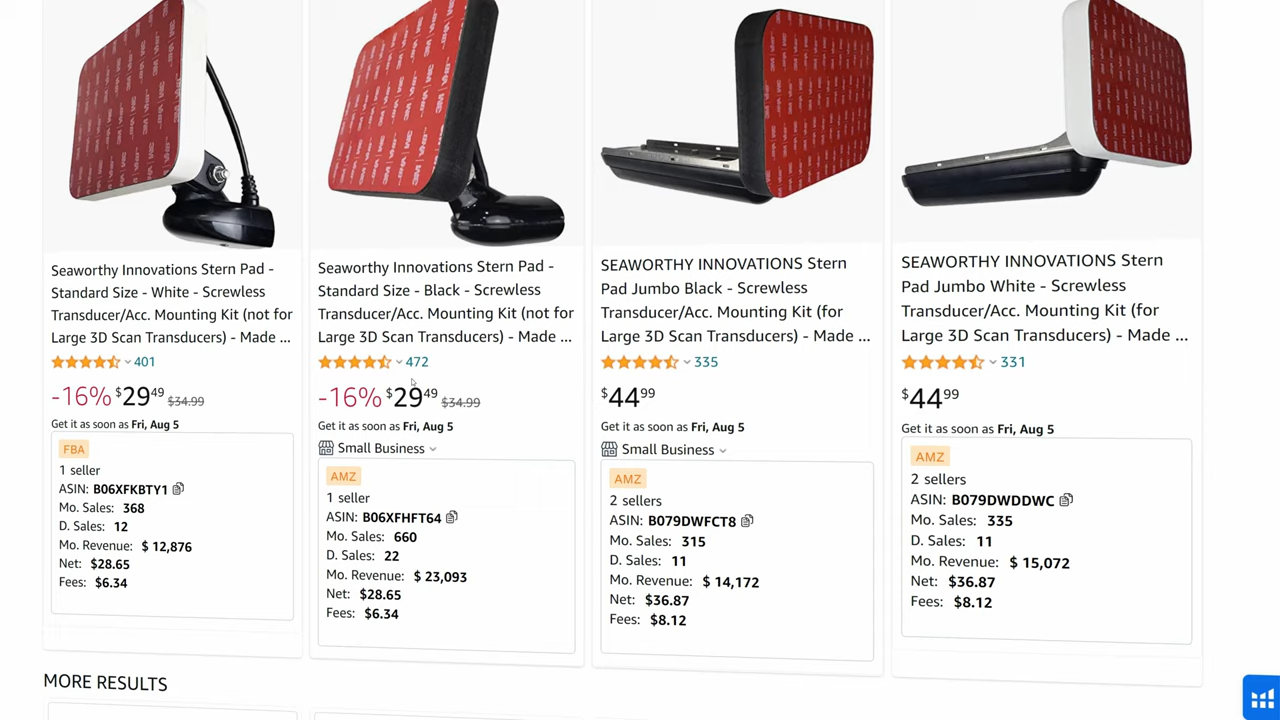 Seaworthy Innovations Stern Pad -
Standard Size - White - Screwless
Transducer/Acc. Mounting Kit (not for
Large 3D Scan Transducers) - Made ...
401
-16% $29 49 $34.99
Get it as soon as Fri, Aug 5
FBA
1 seller
ASIN: B06XFKBTY1
Mo. Sales: 368
D. Sales: 12
Mo. Revenue: $ 12,876
Net: $28.65
Fees: $6.34
Seaworthy Innovations Stern Pad -
Standard Size - Black - Screwless
Transducer/Acc. Mounting Kit (not for
Large 3D Scan Transducers) - Made ...
472
-16% $29 49 $34.99
Get it as soon as Fri, Aug 5
Small Business
AMZ
1 seller
ASIN: B06XFHFT64
Mo. Sales: 660
D. Sales: 22
Mo. Revenue: $ 23,093
Net: $28.65
Fees: $6.34
SEAWORTHY INNOVATIONS Stern
Pad Jumbo Black - Screwless
Transducer/Acc. Mounting Kit (for
Large 3D Scan Transducers) - Made ...
335
$44 99
Get it as soon as Fri, Aug 5
Small Business
AMZ
2 sellers
ASIN: B079DWFCT8
Mo. Sales: 315
D. Sales: 11
Mo. Revenue: $ 14,172
Net: $36.87
Fees: $8.12
SEAWORTHY INNOVATIONS Stern
Pad Jumbo White - Screwless
Transducer/Acc. Mounting Kit (for
Large 3D Scan Transducers) - Made ...
331
$44 99
Get it as soon as Fri, Aug 5
AMZ
2 sellers
ASIN: B079DWDDWC
Mo. Sales: 335
D. Sales: 11
Mo. Revenue: $ 15,072
Net: $36.87
Fees: $8.12
MORE RESULTS